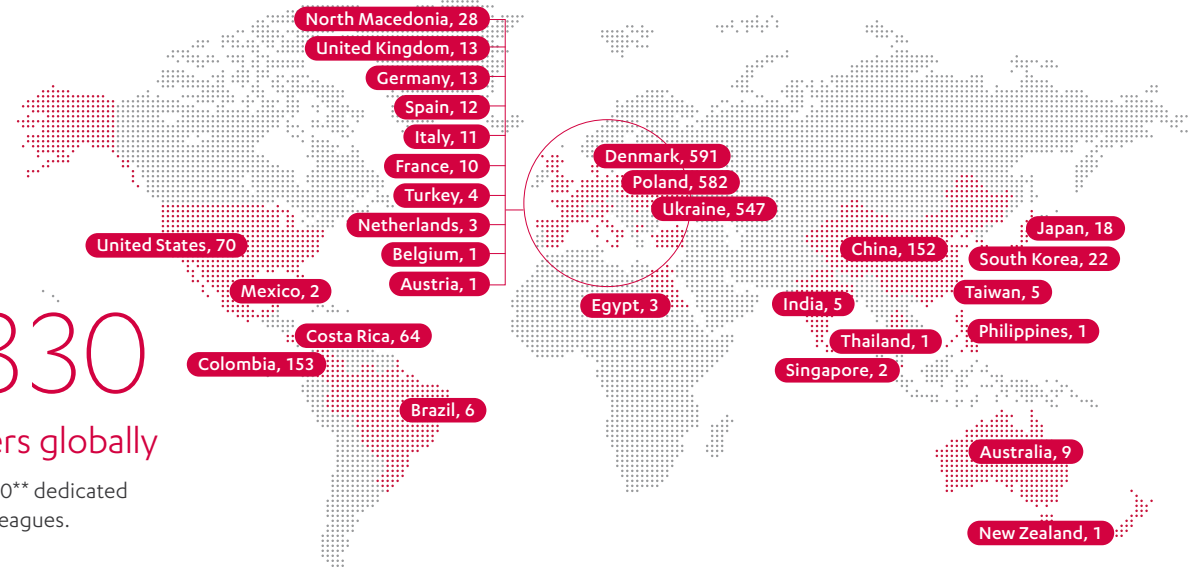 North Macedonia, 28
United Kingdom, 13
Germany, 13
Spain, 12
Italy, 11
France, 10
Turkey, 4
Netherlands, 3
Belgium, 1
Austria, 1
Denmark, 591
Poland, 582
Ukraine, 547
United States, 70
Mexico, 2
Costa Rica, 64
Colombia, 153
Brazil, 6
Egypt, 3
Japan, 18
China, 152
South Korea, 22
India, 5
Taiwan, 5
Thailand, 1
Philippines, 1
Singapore, 2
Australia, 9
New Zealand, 1
330
globally
0** dedicated